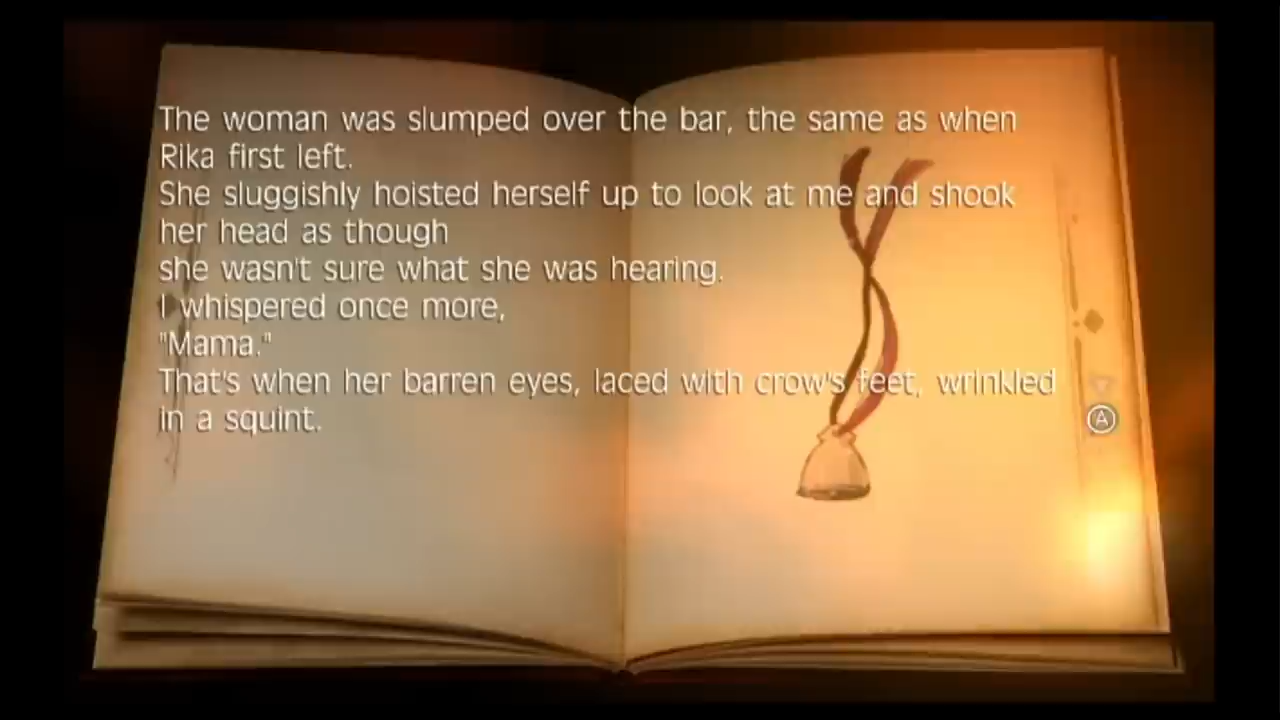 The woman was slumped over the bar, the same as when
Rika first left.
She sluggishly hoisted herself up to look at me and shook
her head as though
she wasn't sure what she was hearing.
I whispered once more,
"Mama."
That's when her barren eyes, laced with crow's feet, wrinkled
in a squint.
A